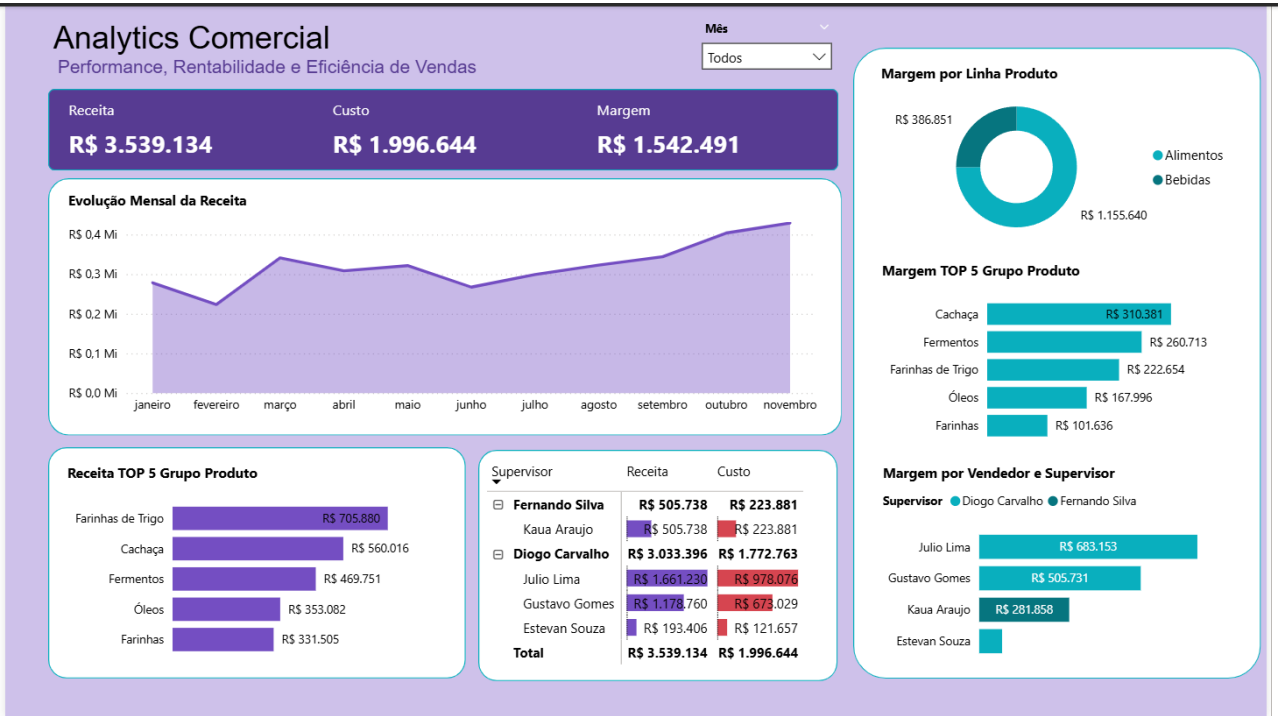 Analytics Comercial
Performance, Rentabilidade e Eficiência de Vendas
Mês
Todos
Receita
R$ 3.539.134
Custo
R$ 1.996.644
Margem
R$ 1.542.491
Evolução Mensal da Receita
R$ 0,4 Mi
R$ 0,3 Mi
R$ 0,2 Mi
R$ 0,1 Mi
R$ 0,0 Mi
janeiro fevereiro março abril maio junho julho agosto setembro outubro novembro
Receita TOP 5 Grupo Produto
Farinhas de Trigo R$ 705.880
Cachaça R$ 560.016
Fermentos R$ 469.751
Óleos R$ 353.082
Farinhas R$ 331.505
Supervisor Receita Custo
Fernando Silva R$ 505.738 R$ 223.881
Kaua Araujo R$ 505.738 R$ 223.881
Diogo Carvalho R$ 3.033.396 R$ 1.772.763
Julio Lima R$ 1.661.230 R$ 978.076
Gustavo Gomes R$ 1.178.760 R$ 673.029
Estevan Souza R$ 193.406 R$ 121.657
Total R$ 3.539.134 R$ 1.996.644
Margem por Linha Produto
R$ 386.851
Alimentos
Bebidas
R$ 1.155.640
Margem TOP 5 Grupo Produto
Cachaça R$ 310.381
Fermentos R$ 260.713
Farinhas de Trigo R$ 222.654
Óleos R$ 167.996
Farinhas R$ 101.636
Margem por Vendedor e Supervisor
Supervisor Diogo Carvalho Fernando Silva
Julio Lima R$ 683.153
Gustavo Gomes R$ 505.731
Kaua Araujo R$ 281.858
Estevan Souza